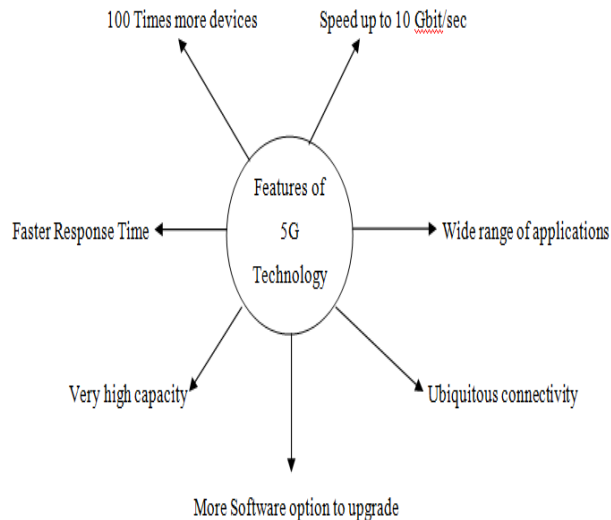 100 Times more devices
Speed up to 10 Gbit/sec
Features of
5G
Technology
Faster Response Time
Wide range of applications
Very high capacity
Ubiquitous connectivity
More Software option to upgrade